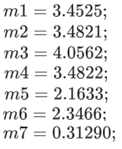 m1 = 3.4525;
m2 = 3.4821;
m3 = 4.0562;
m4 = 3.4822;
m5 = 2.1633;
m6 = 2.3466;
m7 = 0.31290;